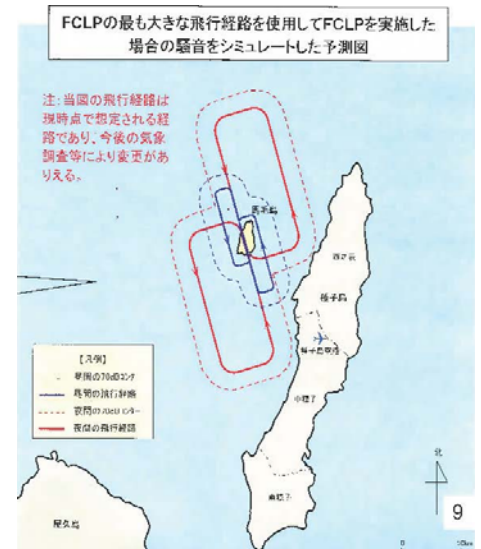 FCLPの最も大きな飛行経路を使用してFCLPを実施した
場合の騒音をシミュレートした予測図
注:当図の飛行経路は
現時点で想定される経
路であり、今後の気象
調査等により変更があ
りえる。
馬毛島
西之表
種子島
種子島空港
中種子
南種子
屋久島
【凡例】
昼間の70dBコンター
昼間の飛行経路
夜間の70dBコンター
夜間の飛行経路
北
9
0 10km